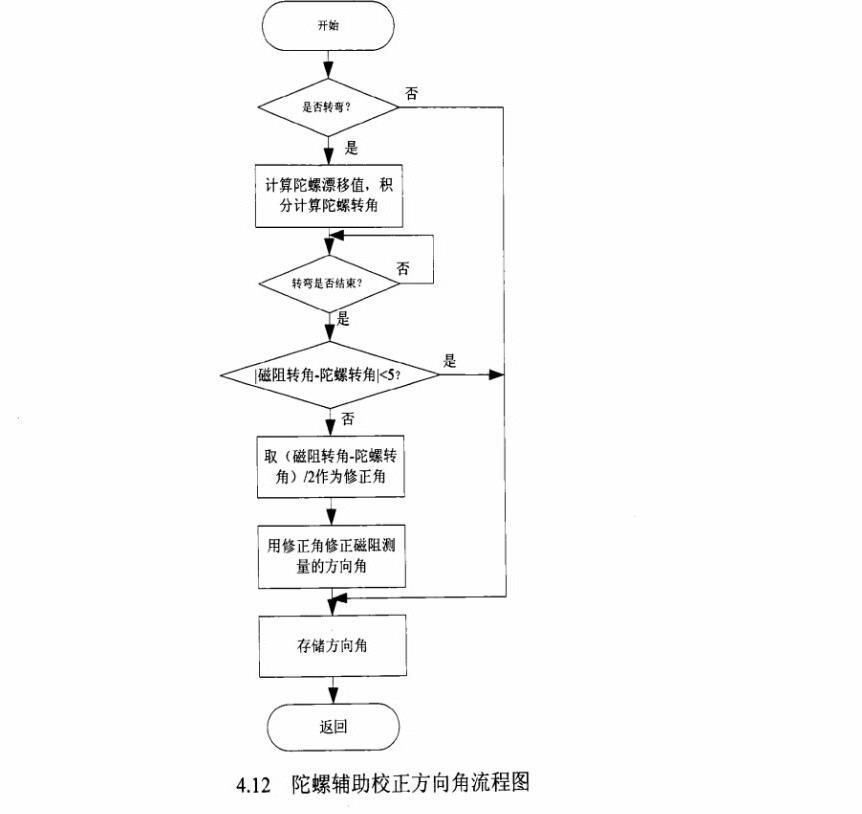 开始
是否转弯？
否
是
计算陀螺漂移值，积
分计算陀螺转角
转弯是否结束？
否
是
|磁阻转角-陀螺转角|<5？
是
否
取（磁阻转角-陀螺转
角）/2作为修正角
用修正角修正磁阻测
量的方向角
存储方向角
返回
4.12 陀螺辅助校正方向角流程图